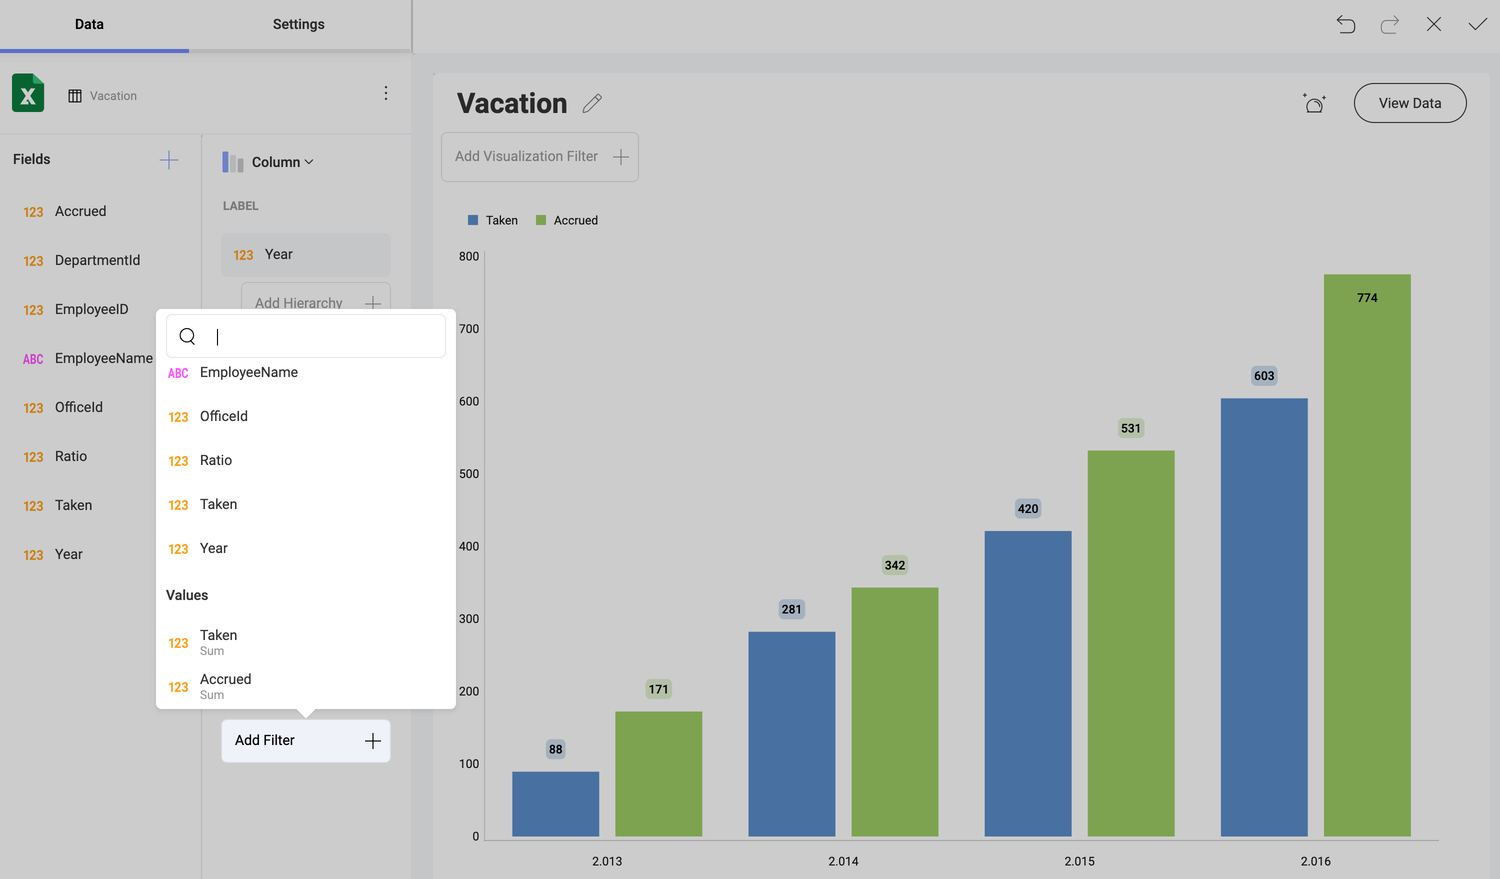 Data
Settings
X
Vacation
Fields
123 Accrued
123 DepartmentId
123 EmployeeID
ABC EmployeeName
123 OfficeId
123 Ratio
123 Taken
123 Year
Column
LABEL
123 Year
Add Hierarchy
ABC EmployeeName
123 OfficeId
123 Ratio
123 Taken
123 Year
Values
123 Taken
Sum
123 Accrued
Sum
Add Filter
Vacation
View Data
Add Visualization Filter
Taken Accrued
800
700
600
500
400
300
200
100
0
88
171
281
342
420
531
603
774
2.013 2.014 2.015 2.016